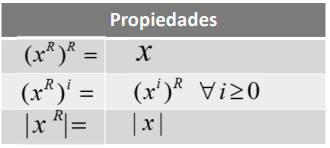 Propiedades
(x^R)^R = x
(x^R)^i = (x^i)^R ∀ i ≥ 0
|x^R| = |x|